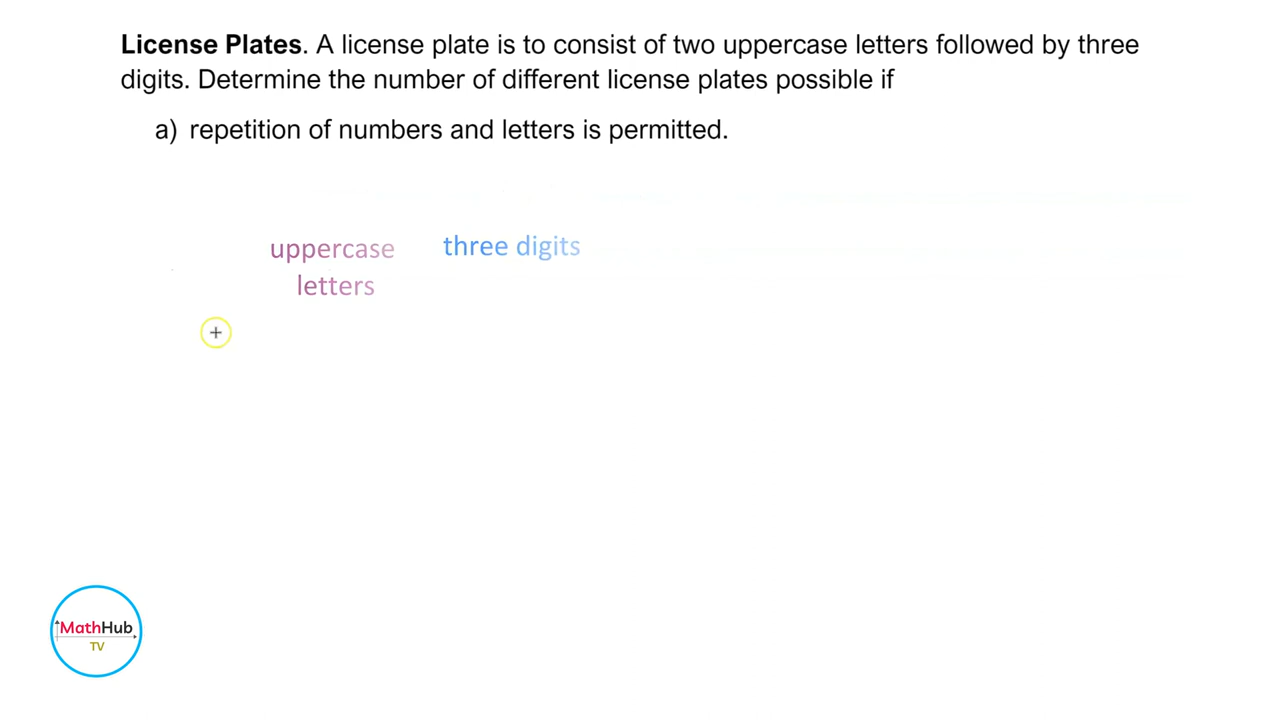 License Plates. A license plate is to consist of two uppercase letters followed by three
digits. Determine the number of different license plates possible if
a) repetition of numbers and letters is permitted.
uppercase three digits
letters
MathHub
TV